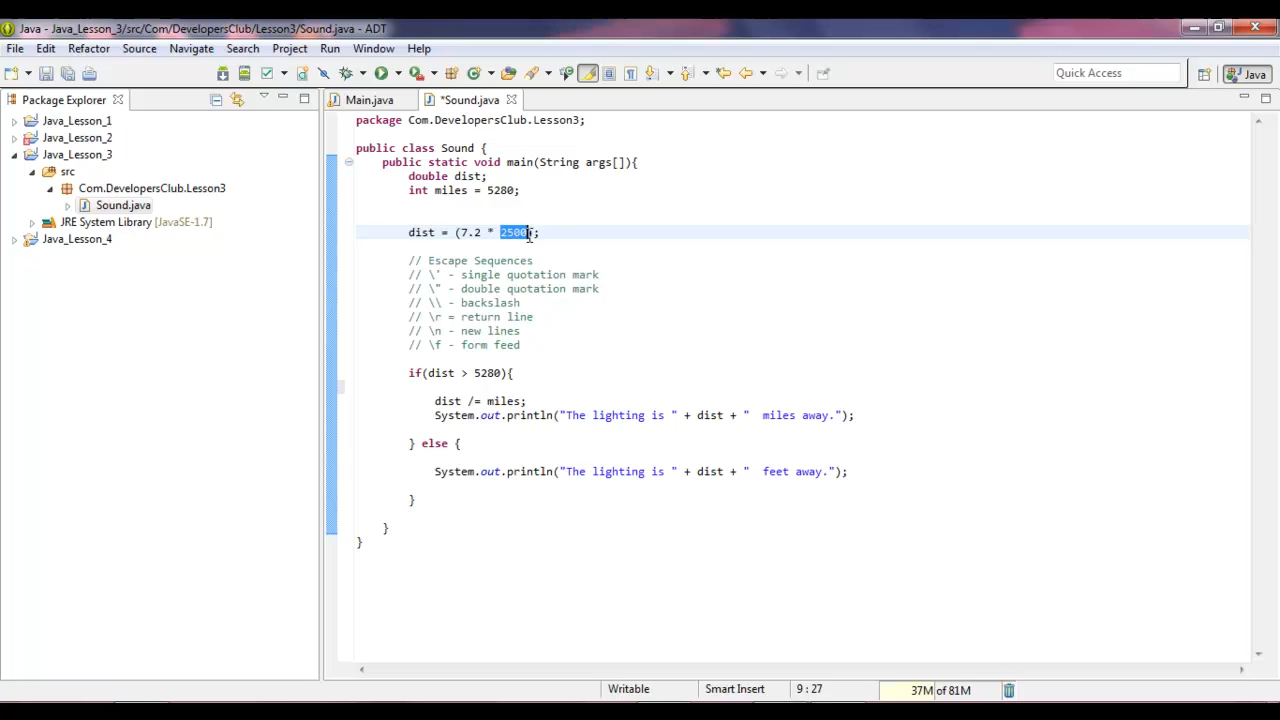 Java - Java_Lesson_3/src/Com/DevelopersClub/Lesson3/Sound.java - ADT
File Edit Refactor Source Navigate Search Project Run Window Help
Quick Access
Java
Package Explorer
Main.java
*Sound.java
Java_Lesson_1
Java_Lesson_2
Java_Lesson_3
src
Com.DevelopersClub.Lesson3
Sound.java
JRE System Library [JavaSE-1.7]
Java_Lesson_4
package Com.DevelopersClub.Lesson3;
public class Sound {
public static void main(String args[]){
double dist;
int miles = 5280;
dist = (7.2 * 2500);
// Escape Sequences
// \' - single quotation mark
// \" - double quotation mark
// \\ - backslash
// \r = return line
// \n - new lines
// \f - form feed
if(dist > 5280){
dist /= miles;
System.out.println("The lighting is " + dist + "  miles away.");
} else {
System.out.println("The lighting is " + dist + "  feet away.");
}
}
}
Writable
Smart Insert
9 : 27
37M of 81M